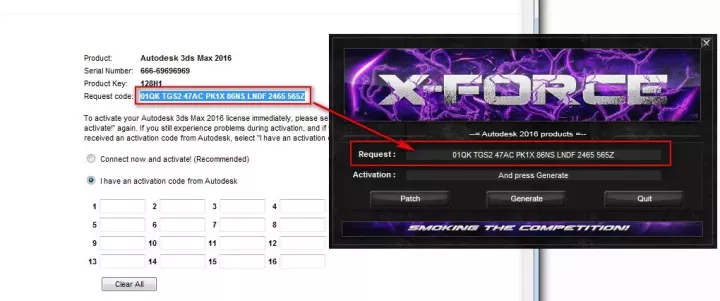 Product: Autodesk 3ds Max 2016
Serial Number: 666-69696969
Product Key: 128H1
Request code: 01QK TGS2 47AC PK1X 86NS LNDF 2465 565Z
To activate your Autodesk 3ds Max 2016 license immediately, please se
activate!" again. If you still experience problems during activation, and if
received an activation code from Autodesk, select "I have an activation
Connect now and activate! (Recommended)
I have an activation code from Autodesk
1 2 3 4
5 6 7 8
9 10 11 12
13 14 15 16
Clear All
X-FORCE
--= Autodesk 2016 products =--
Request : 01QK TGS2 47AC PK1X 86NS LNDF 2465 565Z
Activation : And press Generate
Patch Generate Quit
SMOKING THE COMPETITION!